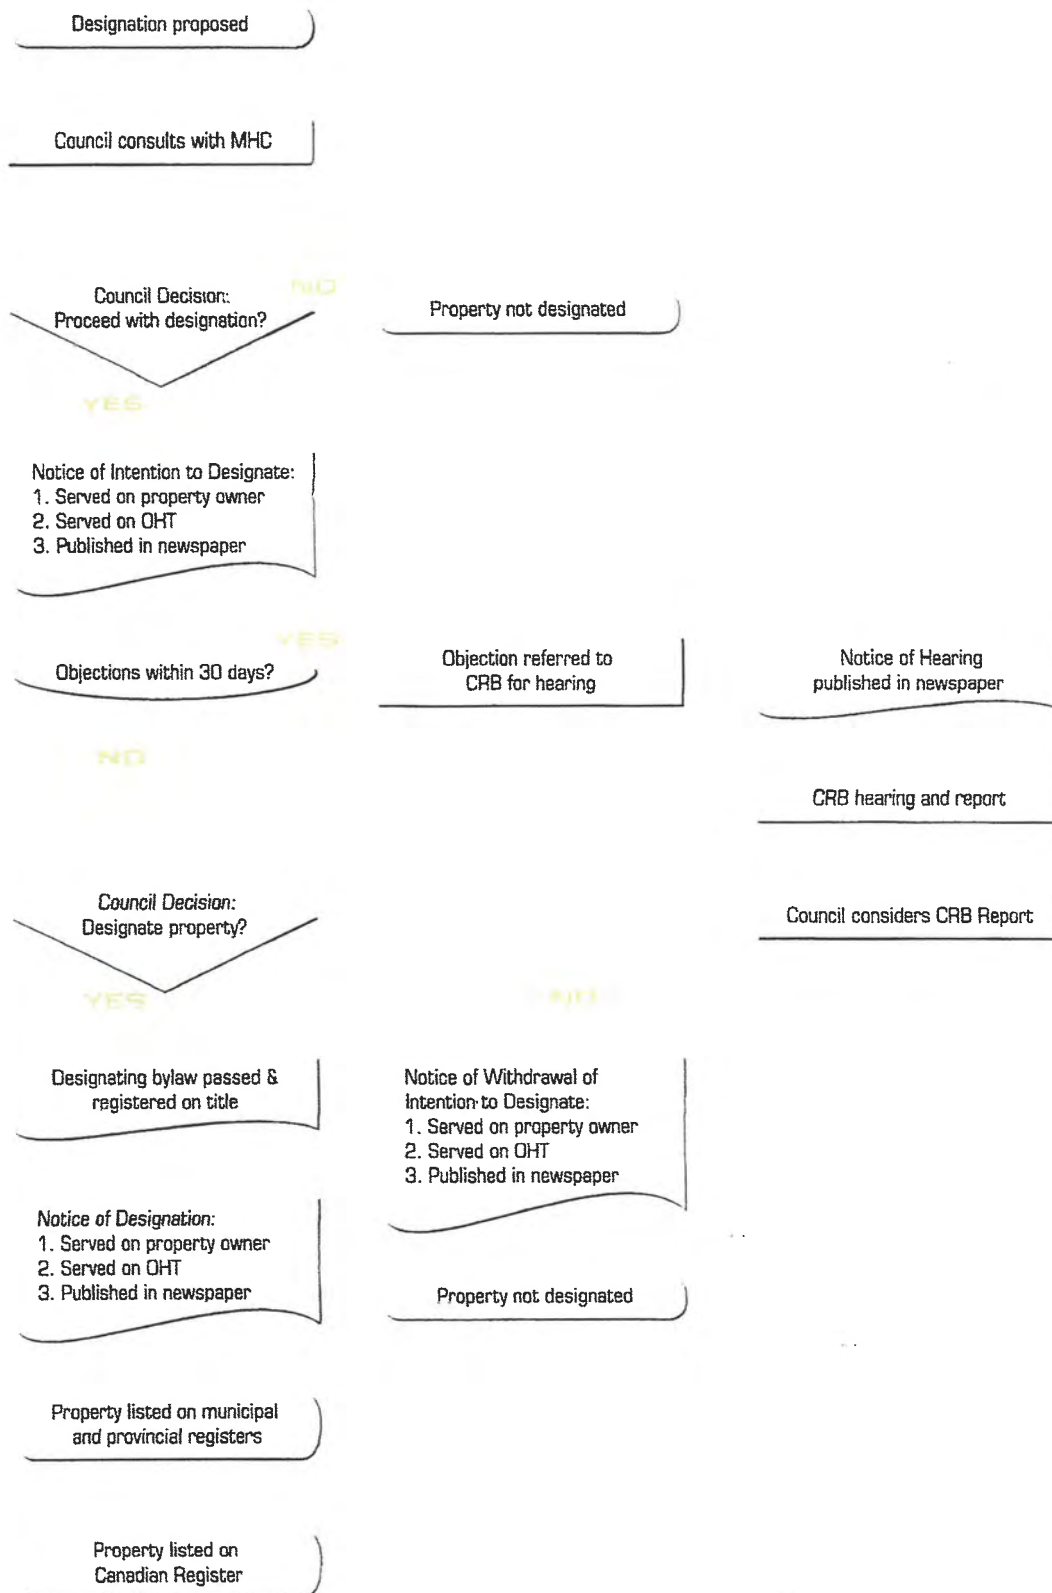 Designation proposed
Council consults with MHC
Council Decision:
Proceed with designation?
NO
Property not designated
YES
Notice of Intention to Designate:
1. Served on property owner
2. Served on OHT
3. Published in newspaper
Objections within 30 days?
YES
Objection referred to
CRB for hearing
Notice of Hearing
published in newspaper
NO
CRB hearing and report
Council considers CRB Report
Council Decision:
Designate property?
YES
NO
Designating bylaw passed &
registered on title
Notice of Withdrawal of
Intention to Designate:
1. Served on property owner
2. Served on OHT
3. Published in newspaper
Notice of Designation:
1. Served on property owner
2. Served on OHT
3. Published in newspaper
Property not designated
Property listed on municipal
and provincial registers
Property listed on
Canadian Register